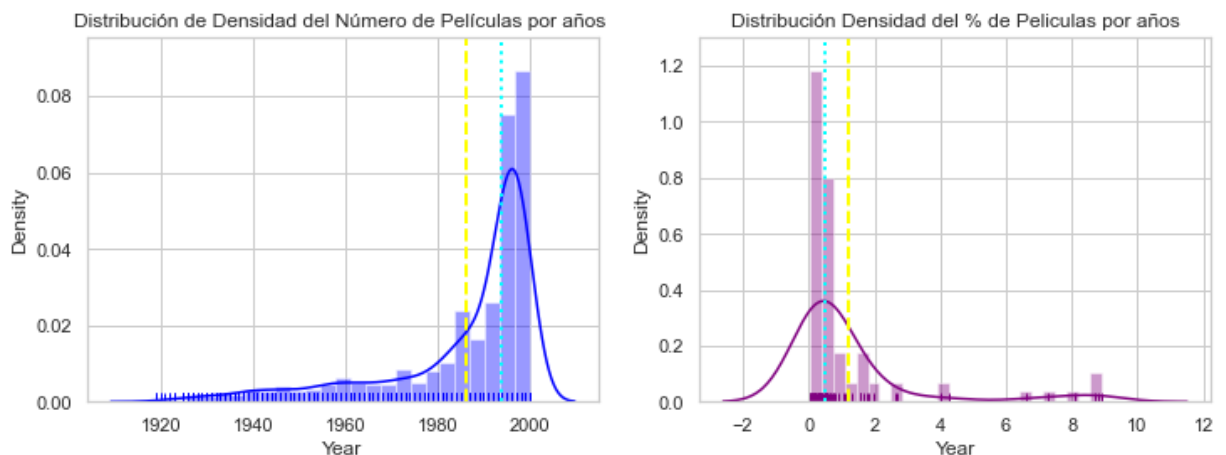 Distribución de Densidad del Número de Películas por años
Density
0.08
0.06
0.04
0.02
0.00
1920 1940 1960 1980 2000
Year
Distribución Densidad del % de Peliculas por años
Density
1.2
1.0
0.8
0.6
0.4
0.2
0.0
−2 0 2 4 6 8 10 12
Year